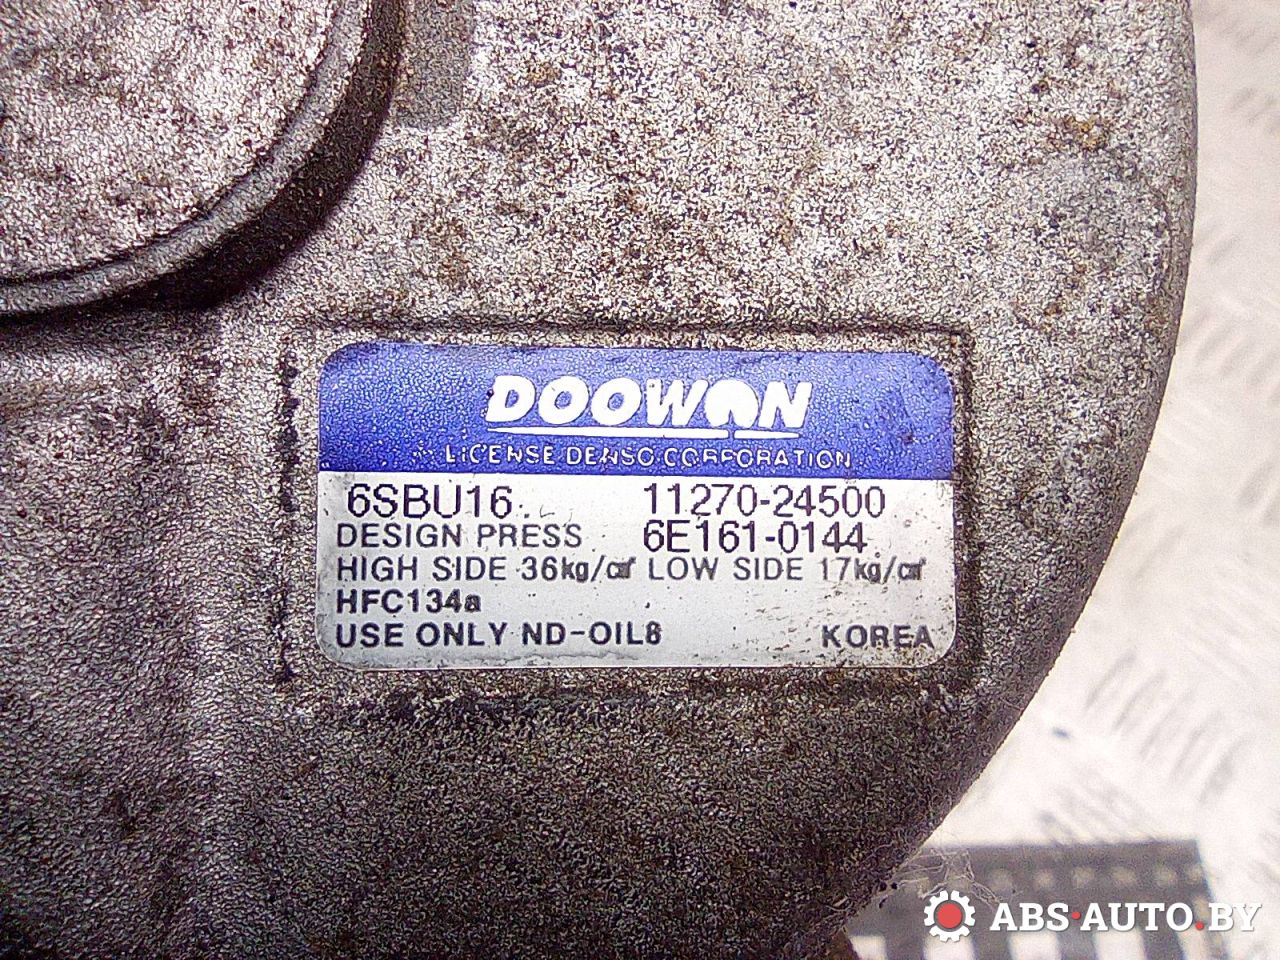 DOOWON
LICENSE DENSO CORPORATION
6SBU16 11270-24500
DESIGN PRESS 6E161-0144
HIGH SIDE 36kg/㎠ LOW SIDE 17kg/㎠
HFC134a
USE ONLY ND-OIL8 KOREA
ABS·AUTO.BY